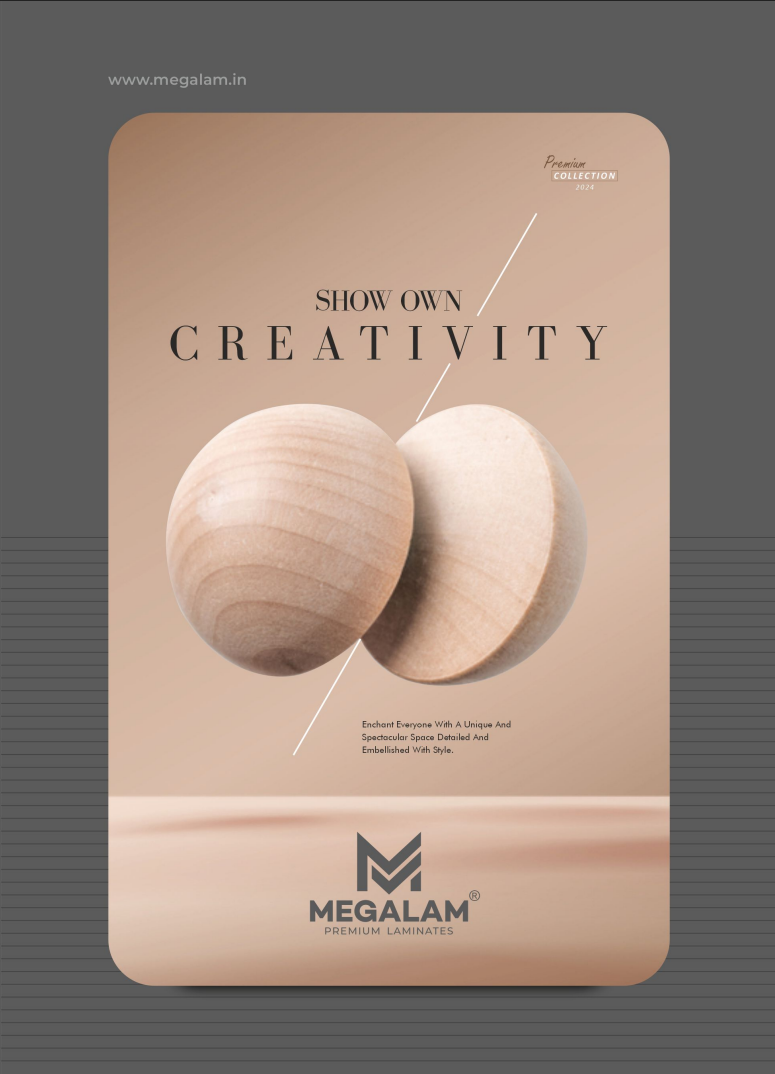 www.megalam.in
Premium
COLLECTION
2024
SHOW OWN
CREATIVITY
Enchant Everyone With A Unique And
Spectacular Space Detailed And
Embellished With Style.
MEGALAM®
PREMIUM LAMINATES